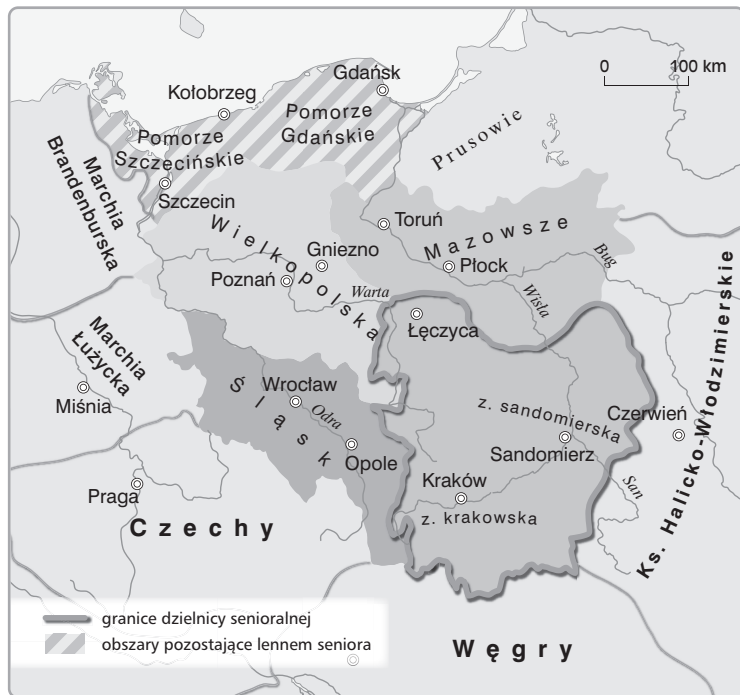 0 100 km
Gdańsk
Kołobrzeg
Pomorze
Gdańskie
Pomorze
Szczecińskie
Prusowie
Marchia
Brandenburska
Szczecin
Toruń
Mazowsze
Wielkopolska
Gniezno
Płock
Bug
Poznań
Warta
Wisła
Łęczyca
Marchia
Łużycka
Ks. Halicko-Włodzimierskie
Miśnia
Śląsk
Wrocław
Odra
z. sandomierska
Czerwień
Opole
Sandomierz
Praga
Kraków
San
z. krakowska
Czechy
granice dzielnicy senioralnej
obszary pozostające lennem seniora
Węgry